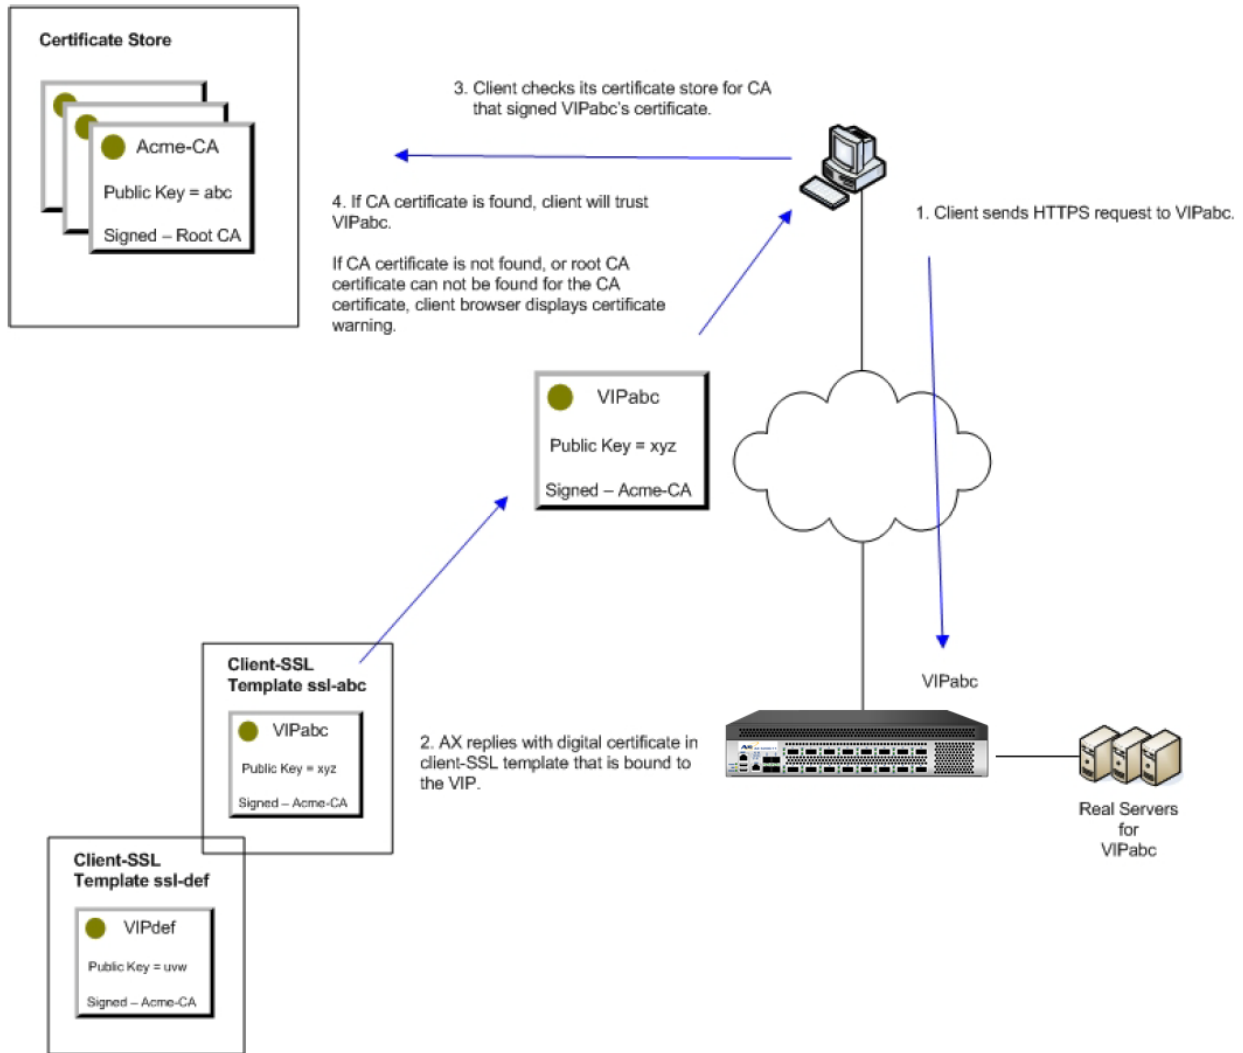 Certificate Store
Acme-CA
Public Key = abc
Signed – Root CA
3. Client checks its certificate store for CA
that signed VIPabc's certificate.
4. If CA certificate is found, client will trust
VIPabc.
If CA certificate is not found, or root CA
certificate can not be found for the CA
certificate, client browser displays certificate
warning.
1. Client sends HTTPS request to VIPabc.
VIPabc
Public Key = xyz
Signed – Acme-CA
Client-SSL
Template ssl-abc
VIPabc
Public Key = xyz
Signed – Acme-CA
2. AX replies with digital certificate in
client-SSL template that is bound to
the VIP.
VIPabc
Real Servers
for
VIPabc
Client-SSL
Template ssl-def
VIPdef
Public Key = uvw
Signed – Acme-CA